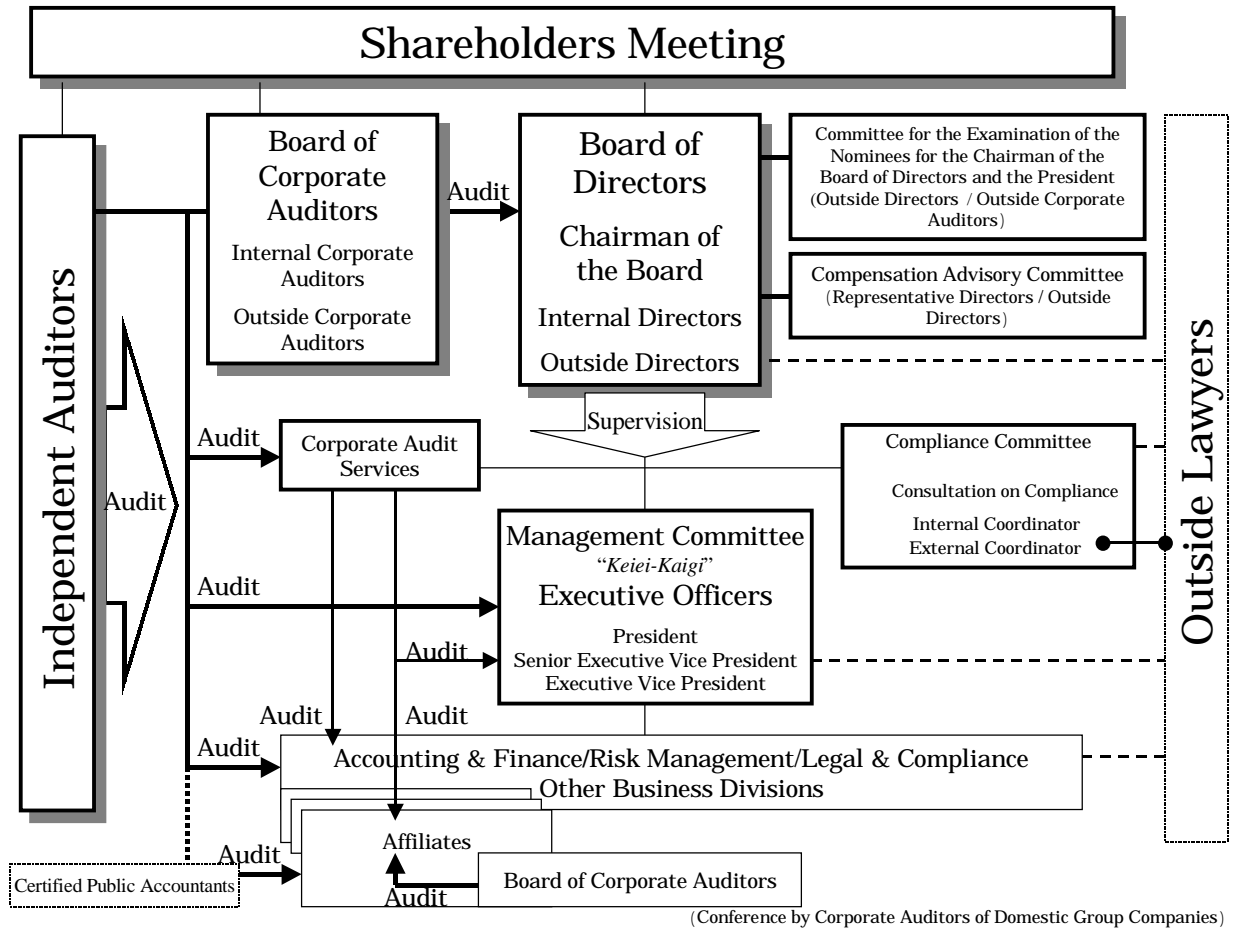 Shareholders Meeting
Independent Auditors
Board of
Corporate
Auditors
Internal Corporate
Auditors
Outside Corporate
Auditors
Audit
Board of
Directors
Chairman of
the Board
Internal Directors
Outside Directors
Committee for the Examination of the
Nominees for the Chairman of the
Board of Directors and the President
(Outside Directors / Outside Corporate
Auditors)
Compensation Advisory Committee
(Representative Directors / Outside
Directors)
Outside Lawyers
Supervision
Audit
Corporate Audit
Services
Compliance Committee
Consultation on Compliance
Internal Coordinator
External Coordinator
Audit
Management Committee
“Keiei-Kaigi”
Executive Officers
President
Senior Executive Vice President
Executive Vice President
Audit
Audit
Audit
Audit
Audit
Accounting & Finance/Risk Management/Legal & Compliance
Other Business Divisions
Affiliates
Audit
Certified Public Accountants
Audit
Board of Corporate Auditors
(Conference by Corporate Auditors of Domestic Group Companies)